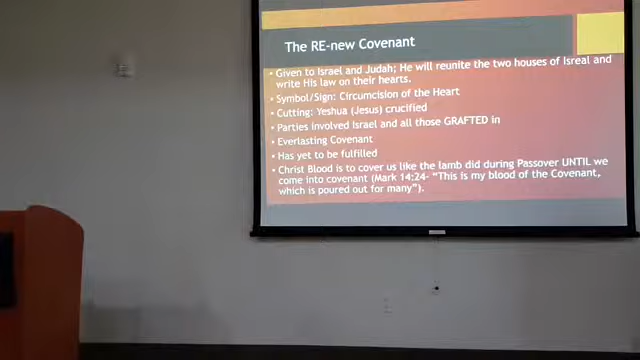 The RE-new Covenant
• Given to Israel and Judah; He will reunite the two houses of Isreal and
write His law on their hearts.
• Symbol/Sign: Circumcision of the Heart
• Cutting: Yeshua (Jesus) crucified
• Parties involved Israel and all those GRAFTED in
• Everlasting Covenant
• Has yet to be fulfilled
• Christ Blood is to cover us like the lamb did during Passover UNTIL we
come into covenant (Mark 14:24- "This is my blood of the Covenant,
which is poured out for many").